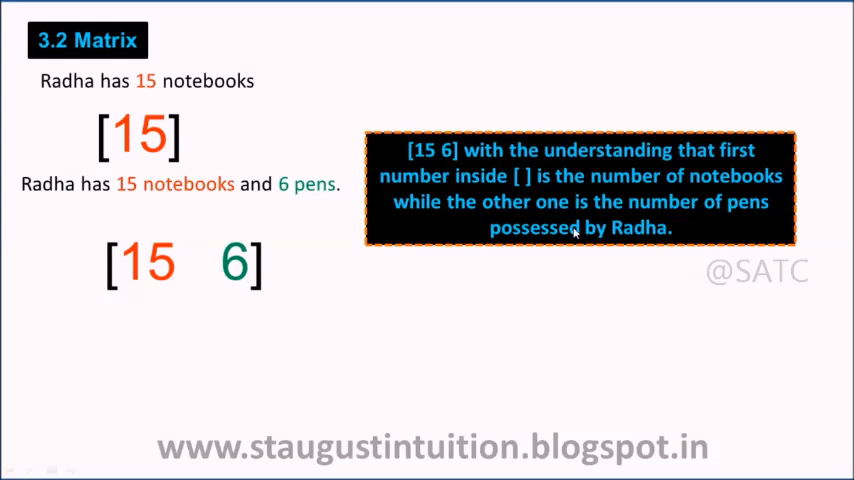 3.2 Matrix
Radha has 15 notebooks
[15]
Radha has 15 notebooks and 6 pens.
[15 6]
[15 6] with the understanding that first
number inside [ ] is the number of notebooks
while the other one is the number of pens
possessed by Radha.
@SATC
www.staugustintuition.blogspot.in